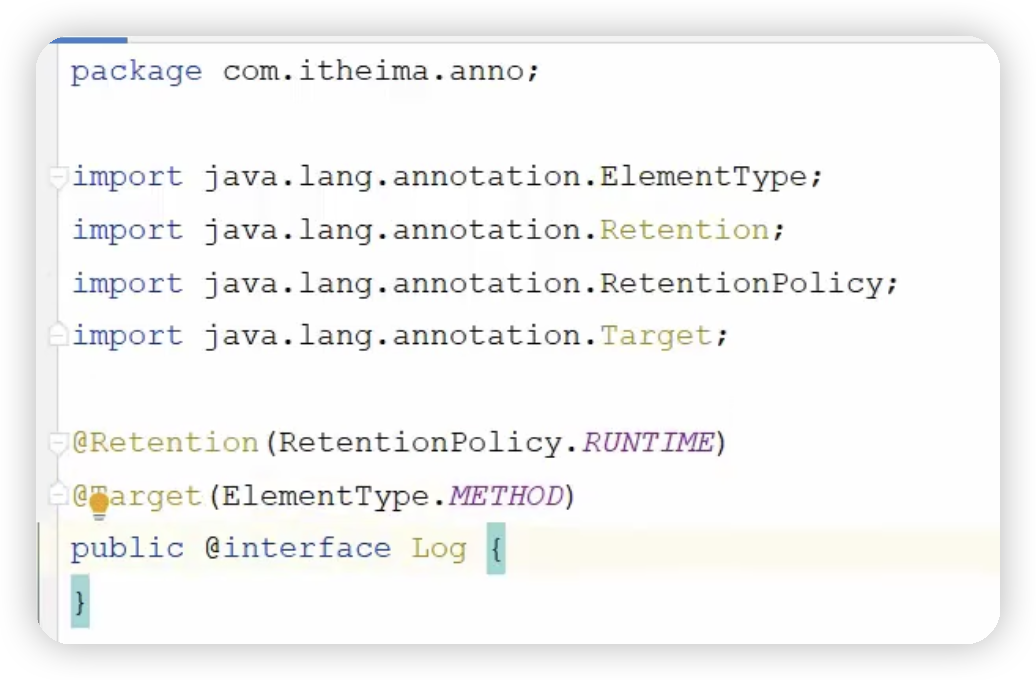 package com.itheima.anno;
import java.lang.annotation.ElementType;
import java.lang.annotation.Retention;
import java.lang.annotation.RetentionPolicy;
import java.lang.annotation.Target;
@Retention(RetentionPolicy.RUNTIME)
@Target(ElementType.METHOD)
public @interface Log {
}